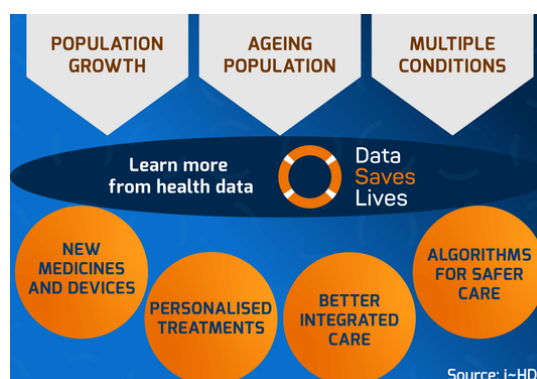 POPULATION
GROWTH
AGEING
POPULATION
MULTIPLE
CONDITIONS
Learn more
from health data
Data
Saves
Lives
NEW
MEDICINES
AND DEVICES
PERSONALISED
TREATMENTS
BETTER
INTEGRATED
CARE
ALGORITHMS
FOR SAFER
CARE
Source: i~HD